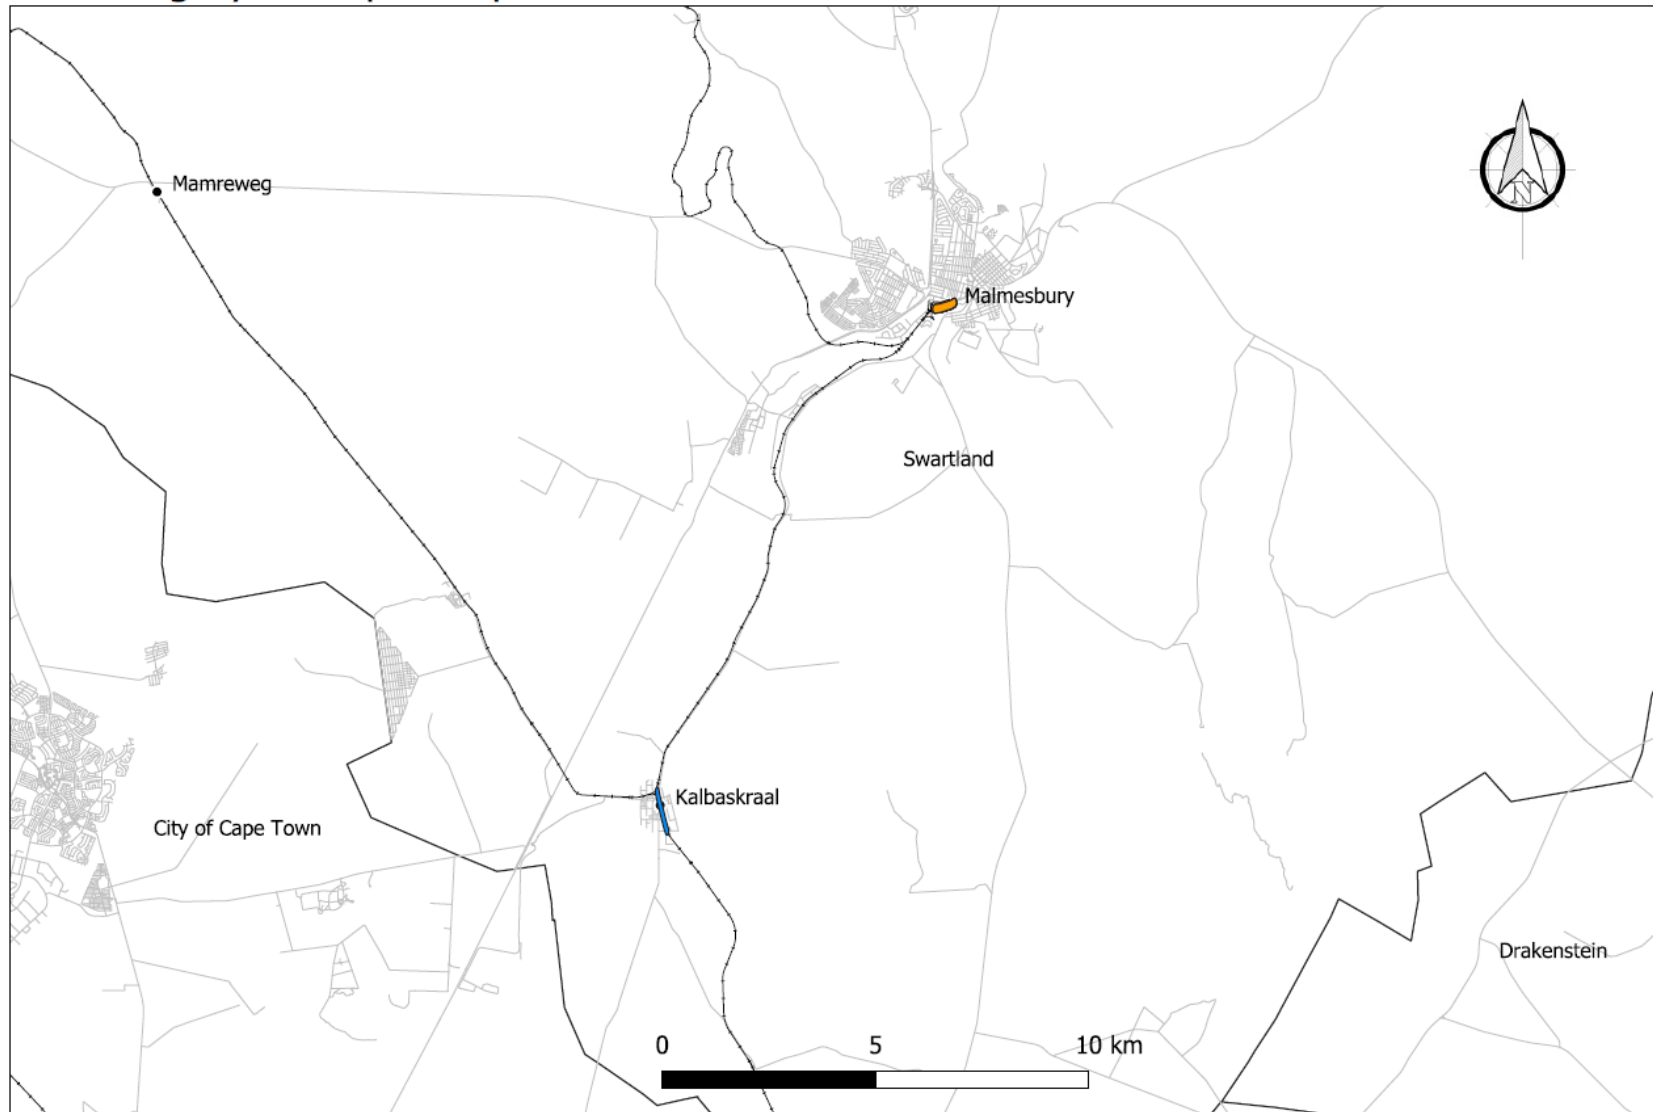 Mamreweg
N
Malmesbury
Swartland
Kalbaskraal
City of Cape Town
Drakenstein
0 5 10 km